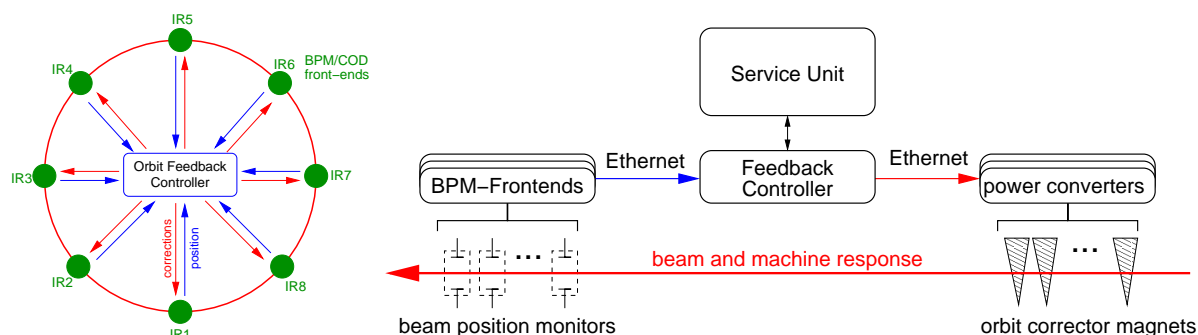 IR5
IR4
IR6
BPM/COD
front−ends
Orbit Feedback
Controller
IR3
IR7
corrections
position
IR2
IR8
IR1
Service Unit
Ethernet
Ethernet
BPM−Frontends
Feedback
Controller
power converters
...
...
beam and machine response
beam position monitors
orbit corrector magnets